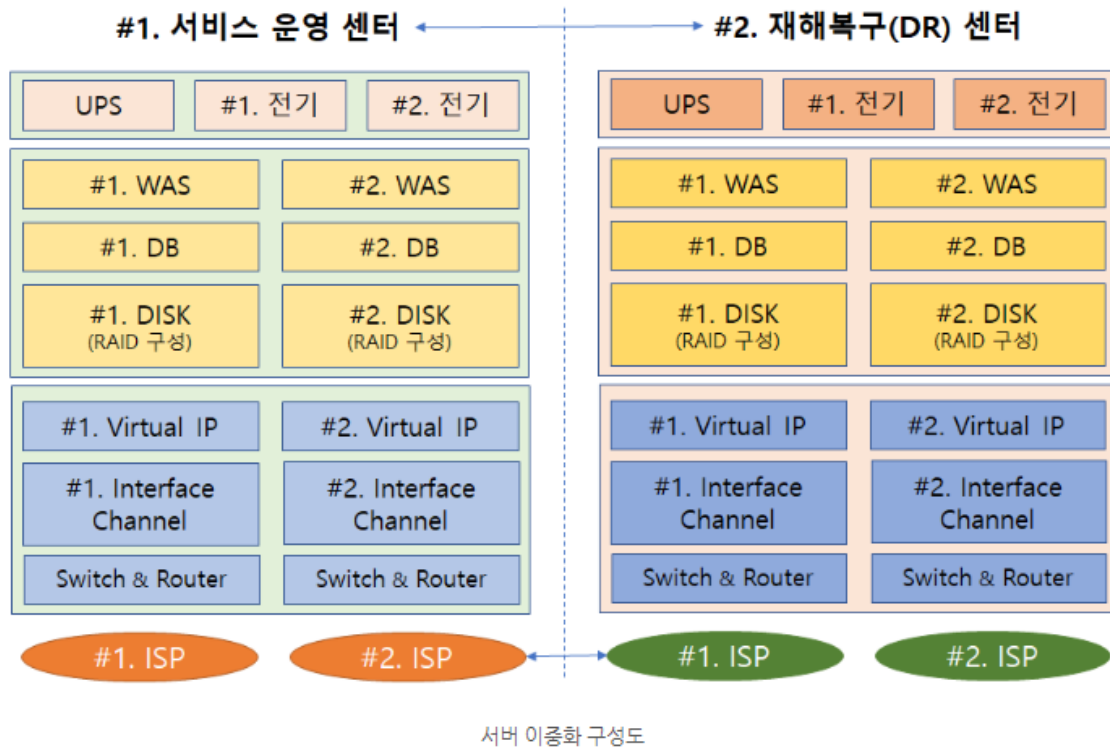 #1. 서비스 운영 센터
#2. 재해복구(DR) 센터
UPS
#1. 전기
#2. 전기
UPS
#1. 전기
#2. 전기
#1. WAS
#2. WAS
#1. WAS
#2. WAS
#1. DB
#2. DB
#1. DB
#2. DB
#1. DISK
(RAID 구성)
#2. DISK
(RAID 구성)
#1. DISK
(RAID 구성)
#2. DISK
(RAID 구성)
#1. Virtual IP
#2. Virtual IP
#1. Virtual IP
#2. Virtual IP
#1. Interface
Channel
#2. Interface
Channel
#1. Interface
Channel
#2. Interface
Channel
Switch & Router
Switch & Router
Switch & Router
Switch & Router
#1. ISP
#2. ISP
#1. ISP
#2. ISP
서버 이중화 구성도